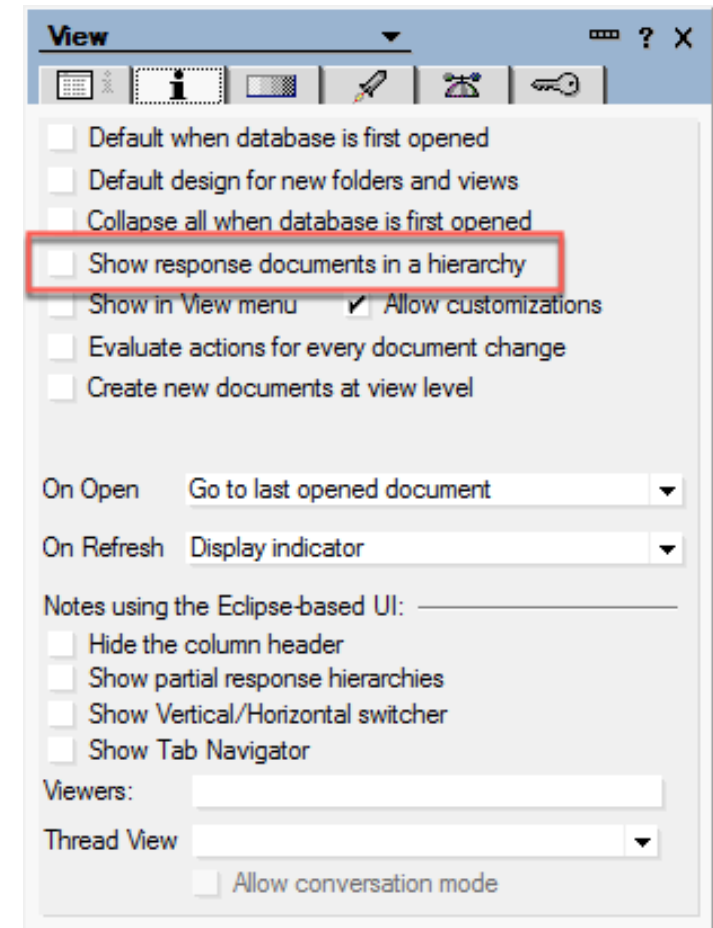 View ? X
i
Default when database is first opened
Default design for new folders and views
Collapse all when database is first opened
Show response documents in a hierarchy
Show in View menu Allow customizations
Evaluate actions for every document change
Create new documents at view level
On Open Go to last opened document
On Refresh Display indicator
Notes using the Eclipse-based UI:
Hide the column header
Show partial response hierarchies
Show Vertical/Horizontal switcher
Show Tab Navigator
Viewers:
Thread View
Allow conversation mode